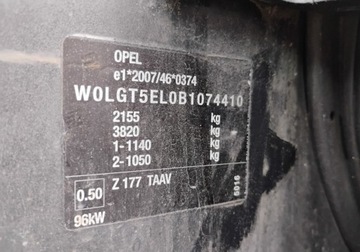 OPEL
e1*2007/46*0374
W0LGT5EL0B1074410
2155 kg
3820 kg
1-1140 kg
2-1050 kg
0.50 Z 177 TAAV
96kW
6016